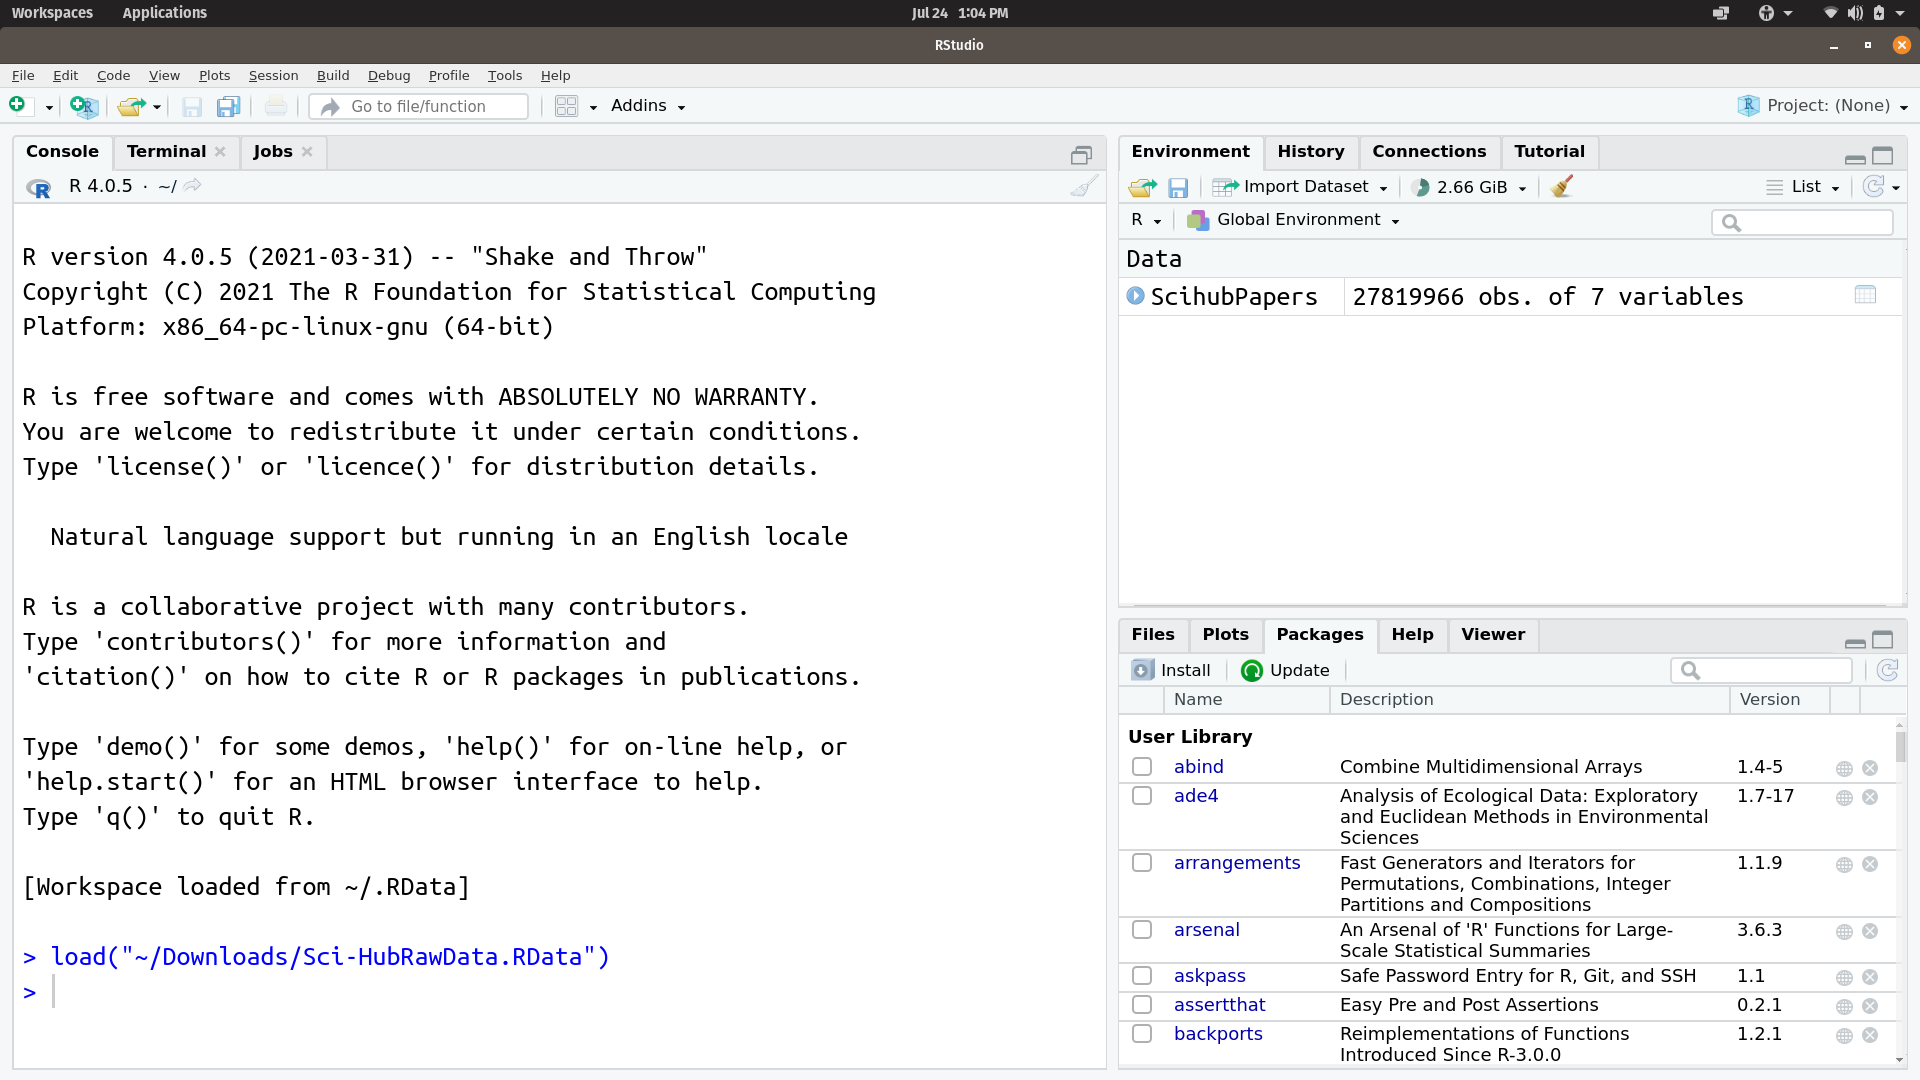 Workspaces Applications Jul 24 1:04 PM
RStudio
File Edit Code View Plots Session Build Debug Profile Tools Help
Go to file/function Addins Project: (None)
Console Terminal Jobs
R 4.0.5 · ~/
R version 4.0.5 (2021-03-31) -- "Shake and Throw"
Copyright (C) 2021 The R Foundation for Statistical Computing
Platform: x86_64-pc-linux-gnu (64-bit)
R is free software and comes with ABSOLUTELY NO WARRANTY.
You are welcome to redistribute it under certain conditions.
Type 'license()' or 'licence()' for distribution details.
Natural language support but running in an English locale
R is a collaborative project with many contributors.
Type 'contributors()' for more information and
'citation()' on how to cite R or R packages in publications.
Type 'demo()' for some demos, 'help()' for on-line help, or
'help.start()' for an HTML browser interface to help.
Type 'q()' to quit R.
[Workspace loaded from ~/.RData]
> load("~/Downloads/Sci-HubRawData.RData")
>
Environment History Connections Tutorial
Import Dataset 2.66 GiB List
R Global Environment
Data
ScihubPapers 27819966 obs. of 7 variables
Files Plots Packages Help Viewer
Install Update
Name Description Version
User Library
abind Combine Multidimensional Arrays 1.4-5
ade4 Analysis of Ecological Data: Exploratory 1.7-17
and Euclidean Methods in Environmental
Sciences
arrangements Fast Generators and Iterators for 1.1.9
Permutations, Combinations, Integer
Partitions and Compositions
arsenal An Arsenal of 'R' Functions for Large- 3.6.3
Scale Statistical Summaries
askpass Safe Password Entry for R, Git, and SSH 1.1
assertthat Easy Pre and Post Assertions 0.2.1
backports Reimplementations of Functions 1.2.1
Introduced Since R-3.0.0